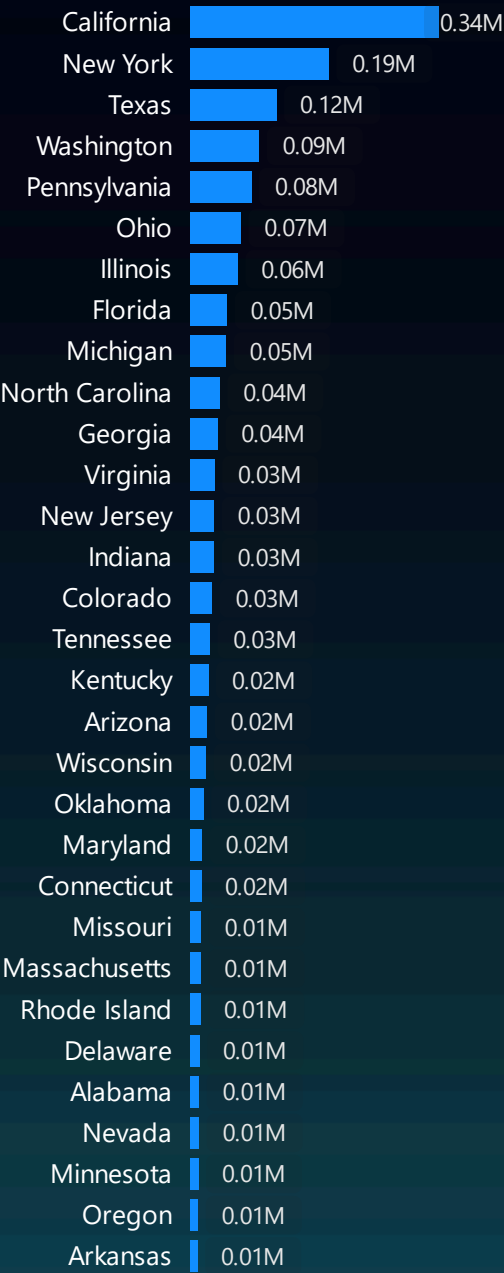 California 0.34M
New York 0.19M
Texas 0.12M
Washington 0.09M
Pennsylvania 0.08M
Ohio 0.07M
Illinois 0.06M
Florida 0.05M
Michigan 0.05M
North Carolina 0.04M
Georgia 0.04M
Virginia 0.03M
New Jersey 0.03M
Indiana 0.03M
Colorado 0.03M
Tennessee 0.03M
Kentucky 0.02M
Arizona 0.02M
Wisconsin 0.02M
Oklahoma 0.02M
Maryland 0.02M
Connecticut 0.02M
Missouri 0.01M
Massachusetts 0.01M
Rhode Island 0.01M
Delaware 0.01M
Alabama 0.01M
Nevada 0.01M
Minnesota 0.01M
Oregon 0.01M
Arkansas 0.01M